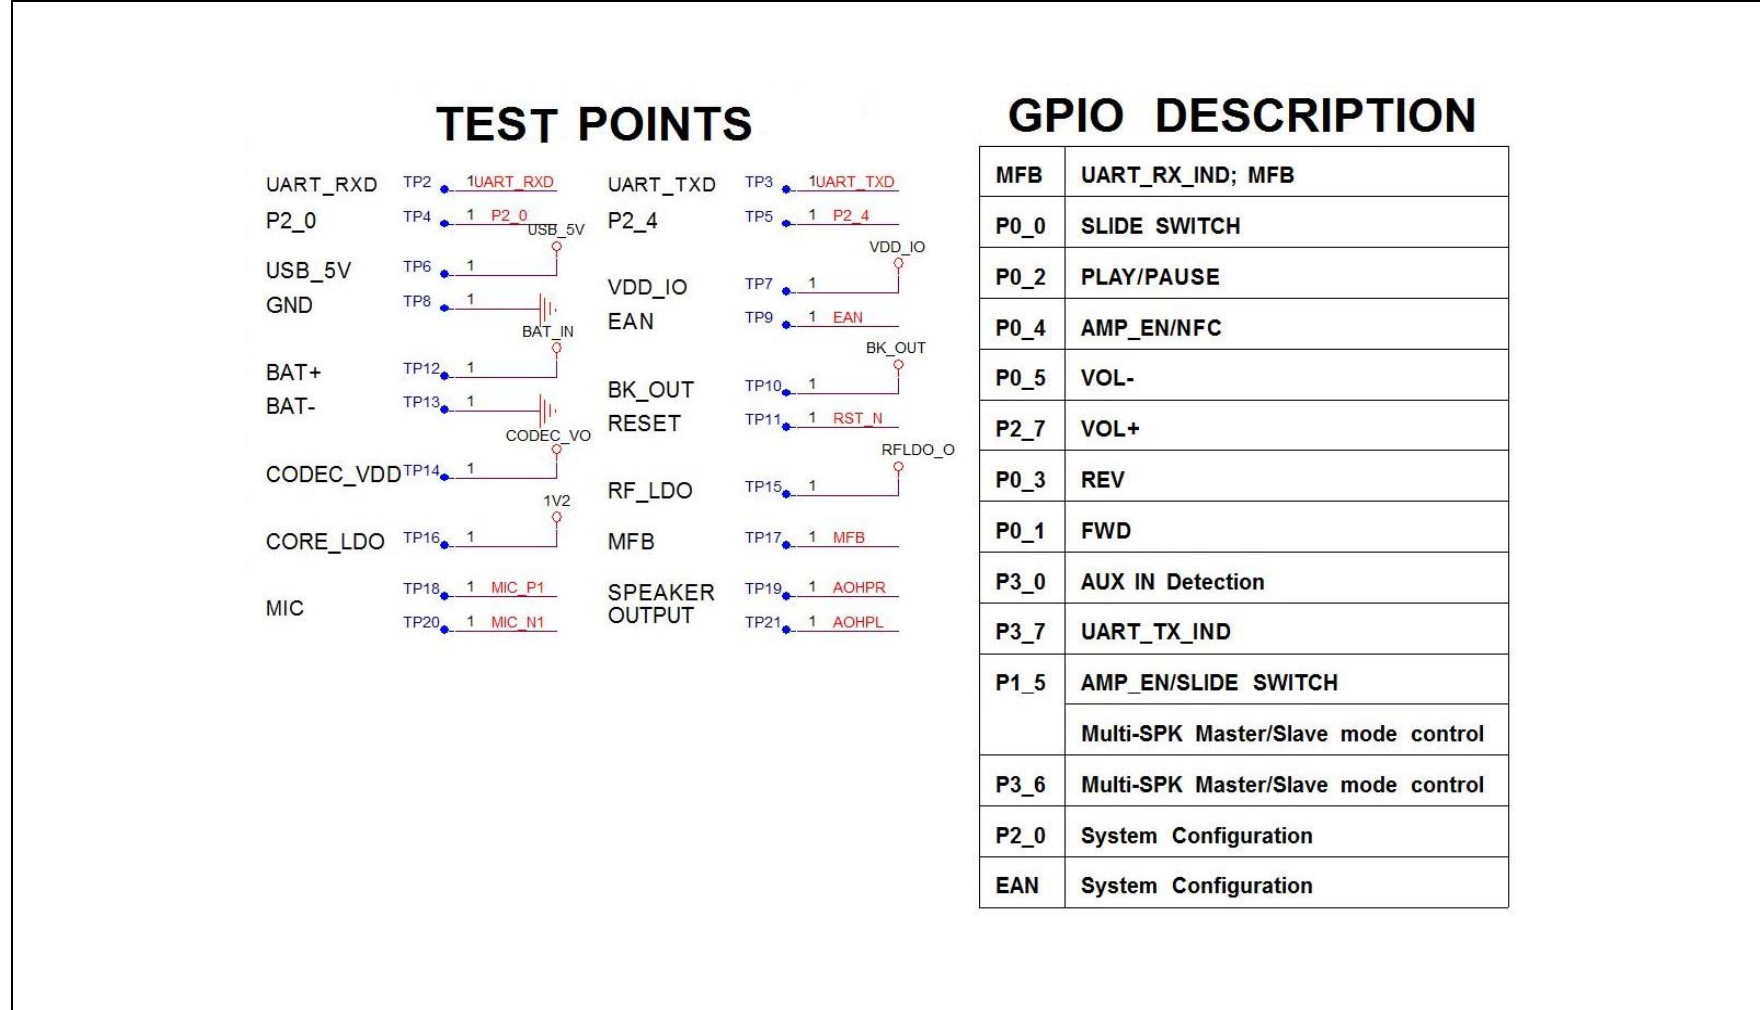 TEST POINTS
UART_RXD TP2 1 UART_RXD UART_TXD TP3 1 UART_TXD
P2_0 TP4 1 P2_0 P2_4 TP5 1 P2_4
USB_5V
VDD_IO
USB_5V TP6 1
VDD_IO TP7 1
GND TP8 1
EAN TP9 1 EAN
BAT_IN
BK_OUT
BAT+ TP12 1
BK_OUT TP10 1
BAT- TP13 1
RESET TP11 1 RST_N
CODEC_VO
RFLDO_O
CODEC_VDD TP14 1
RF_LDO TP15 1
1V2
CORE_LDO TP16 1 MFB TP17 1 MFB
MIC
TP18 1 MIC_P1
TP20 1 MIC_N1
SPEAKER
OUTPUT
TP19 1 AOHPR
TP21 1 AOHPL
GPIO DESCRIPTION
MFB UART_RX_IND; MFB
P0_0 SLIDE SWITCH
P0_2 PLAY/PAUSE
P0_4 AMP_EN/NFC
P0_5 VOL-
P2_7 VOL+
P0_3 REV
P0_1 FWD
P3_0 AUX IN Detection
P3_7 UART_TX_IND
P1_5 AMP_EN/SLIDE SWITCH
Multi-SPK Master/Slave mode control
P3_6 Multi-SPK Master/Slave mode control
P2_0 System Configuration
EAN System Configuration